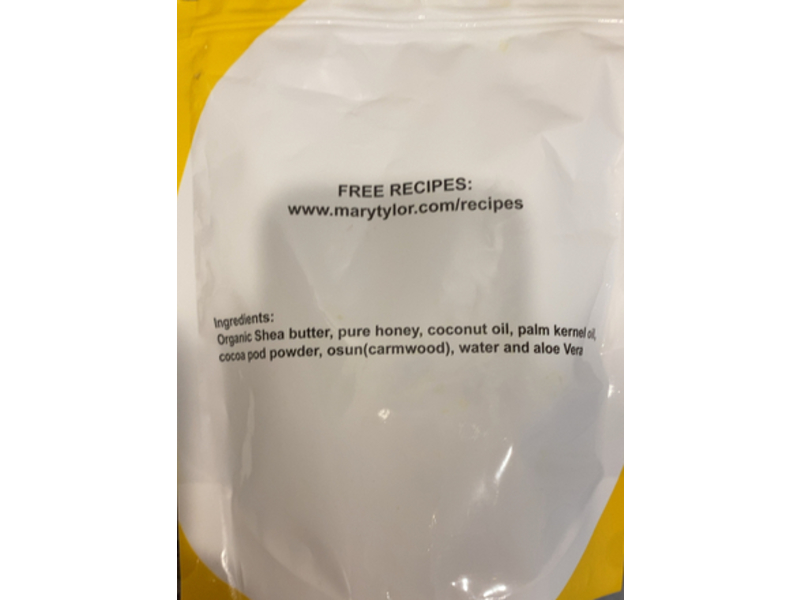 FREE RECIPES:
www.marytylor.com/recipes
Ingredients:
Organic Shea butter, pure honey, coconut oil, palm kernel oil,
cocoa pod powder, osun(carmwood), water and aloe Vera